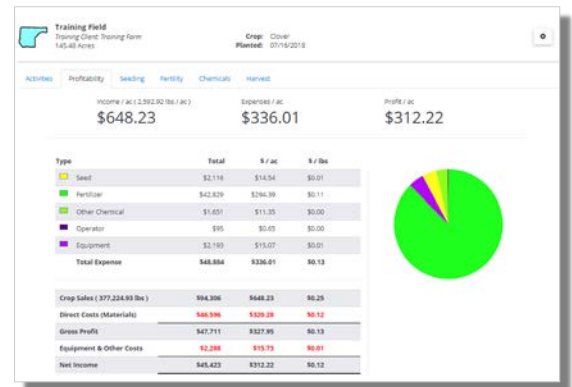 Training Field
Training Client: Training Farm
145.48 Acres
Crop: Clover
Planted: 07/16/2018
Activities Profitability Seeding Fertility Chemicals Harvest
Income / ac ( 2,592.92 lbs / ac ) Expenses / ac Profit / ac
$648.23 $336.01 $312.22
Type Total $ / ac $ / lbs
Seed $2,116 $14.54 $0.01
Fertilizer $42,829 $294.39 $0.11
Other Chemical $1,651 $11.35 $0.00
Operator $95 $0.65 $0.00
Equipment $2,193 $15.07 $0.01
Total Expense $48,884 $336.01 $0.13
Crop Sales ( 377,224.93 lbs ) $94,306 $648.23 $0.25
Direct Costs (Materials) $46,596 $320.28 $0.12
Gross Profit $47,711 $327.95 $0.13
Equipment & Other Costs $2,288 $15.73 $0.01
Net Income $45,423 $312.22 $0.12